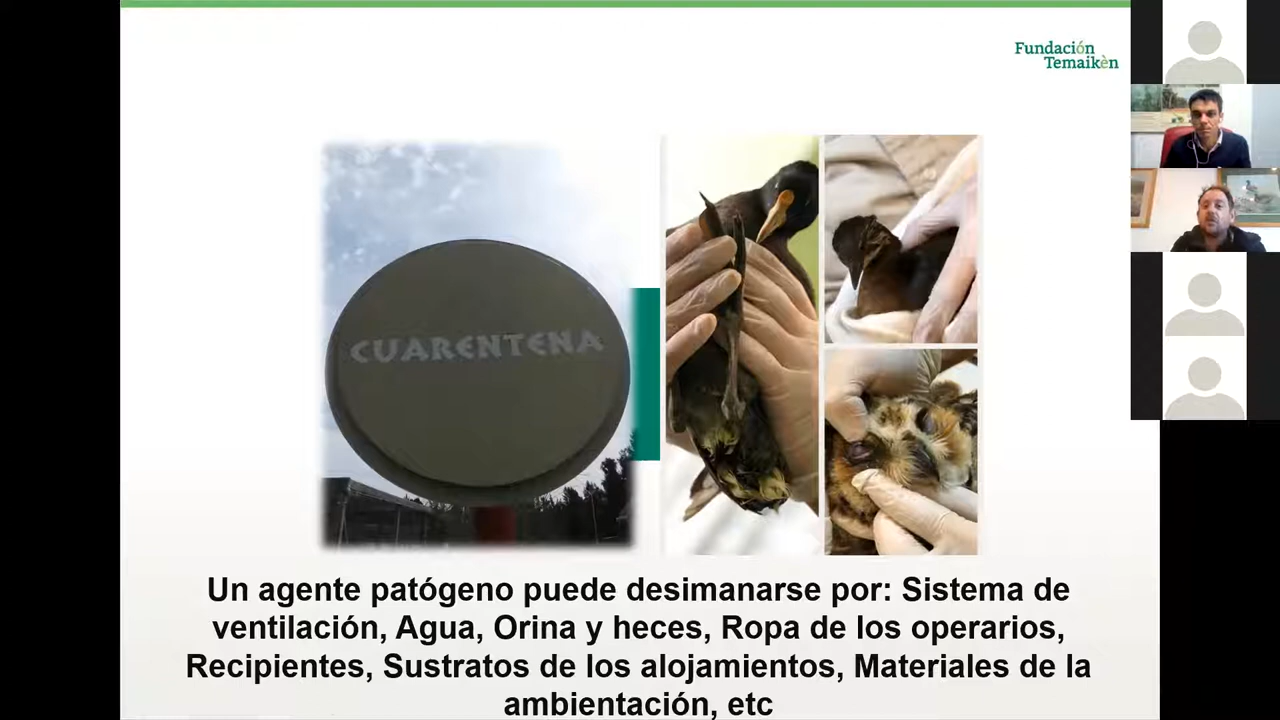 Fundación
Temaikèn
CUARENTENA
Un agente patógeno puede desimanarse por: Sistema de
ventilación, Agua, Orina y heces, Ropa de los operarios,
Recipientes, Sustratos de los alojamientos, Materiales de la
ambientación, etc